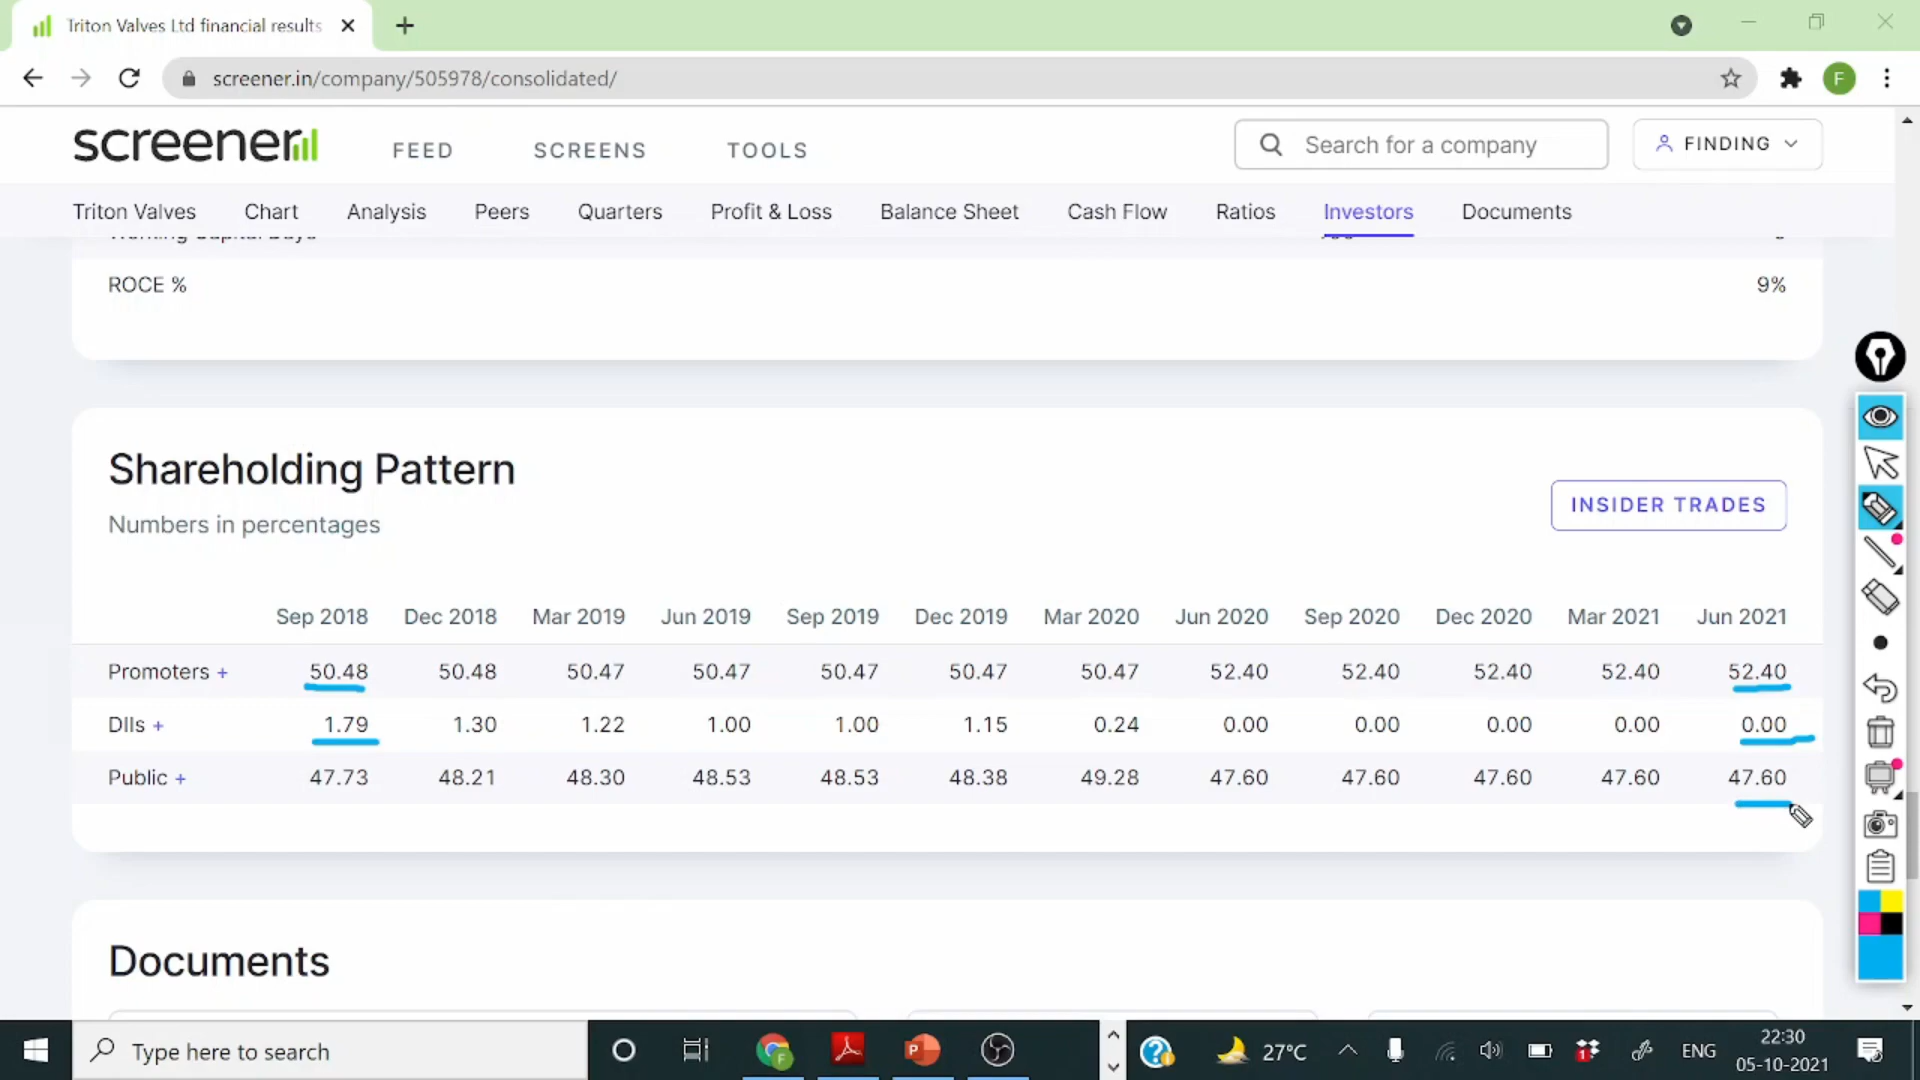 Triton Valves Ltd financial results
screener.in/company/505978/consolidated/
F
screener
FEED SCREENS TOOLS
Search for a company
FINDING
Triton Valves Chart Analysis Peers Quarters Profit & Loss Balance Sheet Cash Flow Ratios Investors Documents
Working Capital Days
ROCE % 9%
Shareholding Pattern
Numbers in percentages
INSIDER TRADES
Sep 2018 Dec 2018 Mar 2019 Jun 2019 Sep 2019 Dec 2019 Mar 2020 Jun 2020 Sep 2020 Dec 2020 Mar 2021 Jun 2021
Promoters + 50.48 50.48 50.47 50.47 50.47 50.47 50.47 52.40 52.40 52.40 52.40 52.40
DIIs + 1.79 1.30 1.22 1.00 1.00 1.15 0.24 0.00 0.00 0.00 0.00 0.00
Public + 47.73 48.21 48.30 48.53 48.53 48.38 49.28 47.60 47.60 47.60 47.60 47.60
Documents
Type here to search
27°C
ENG
22:30
05-10-2021